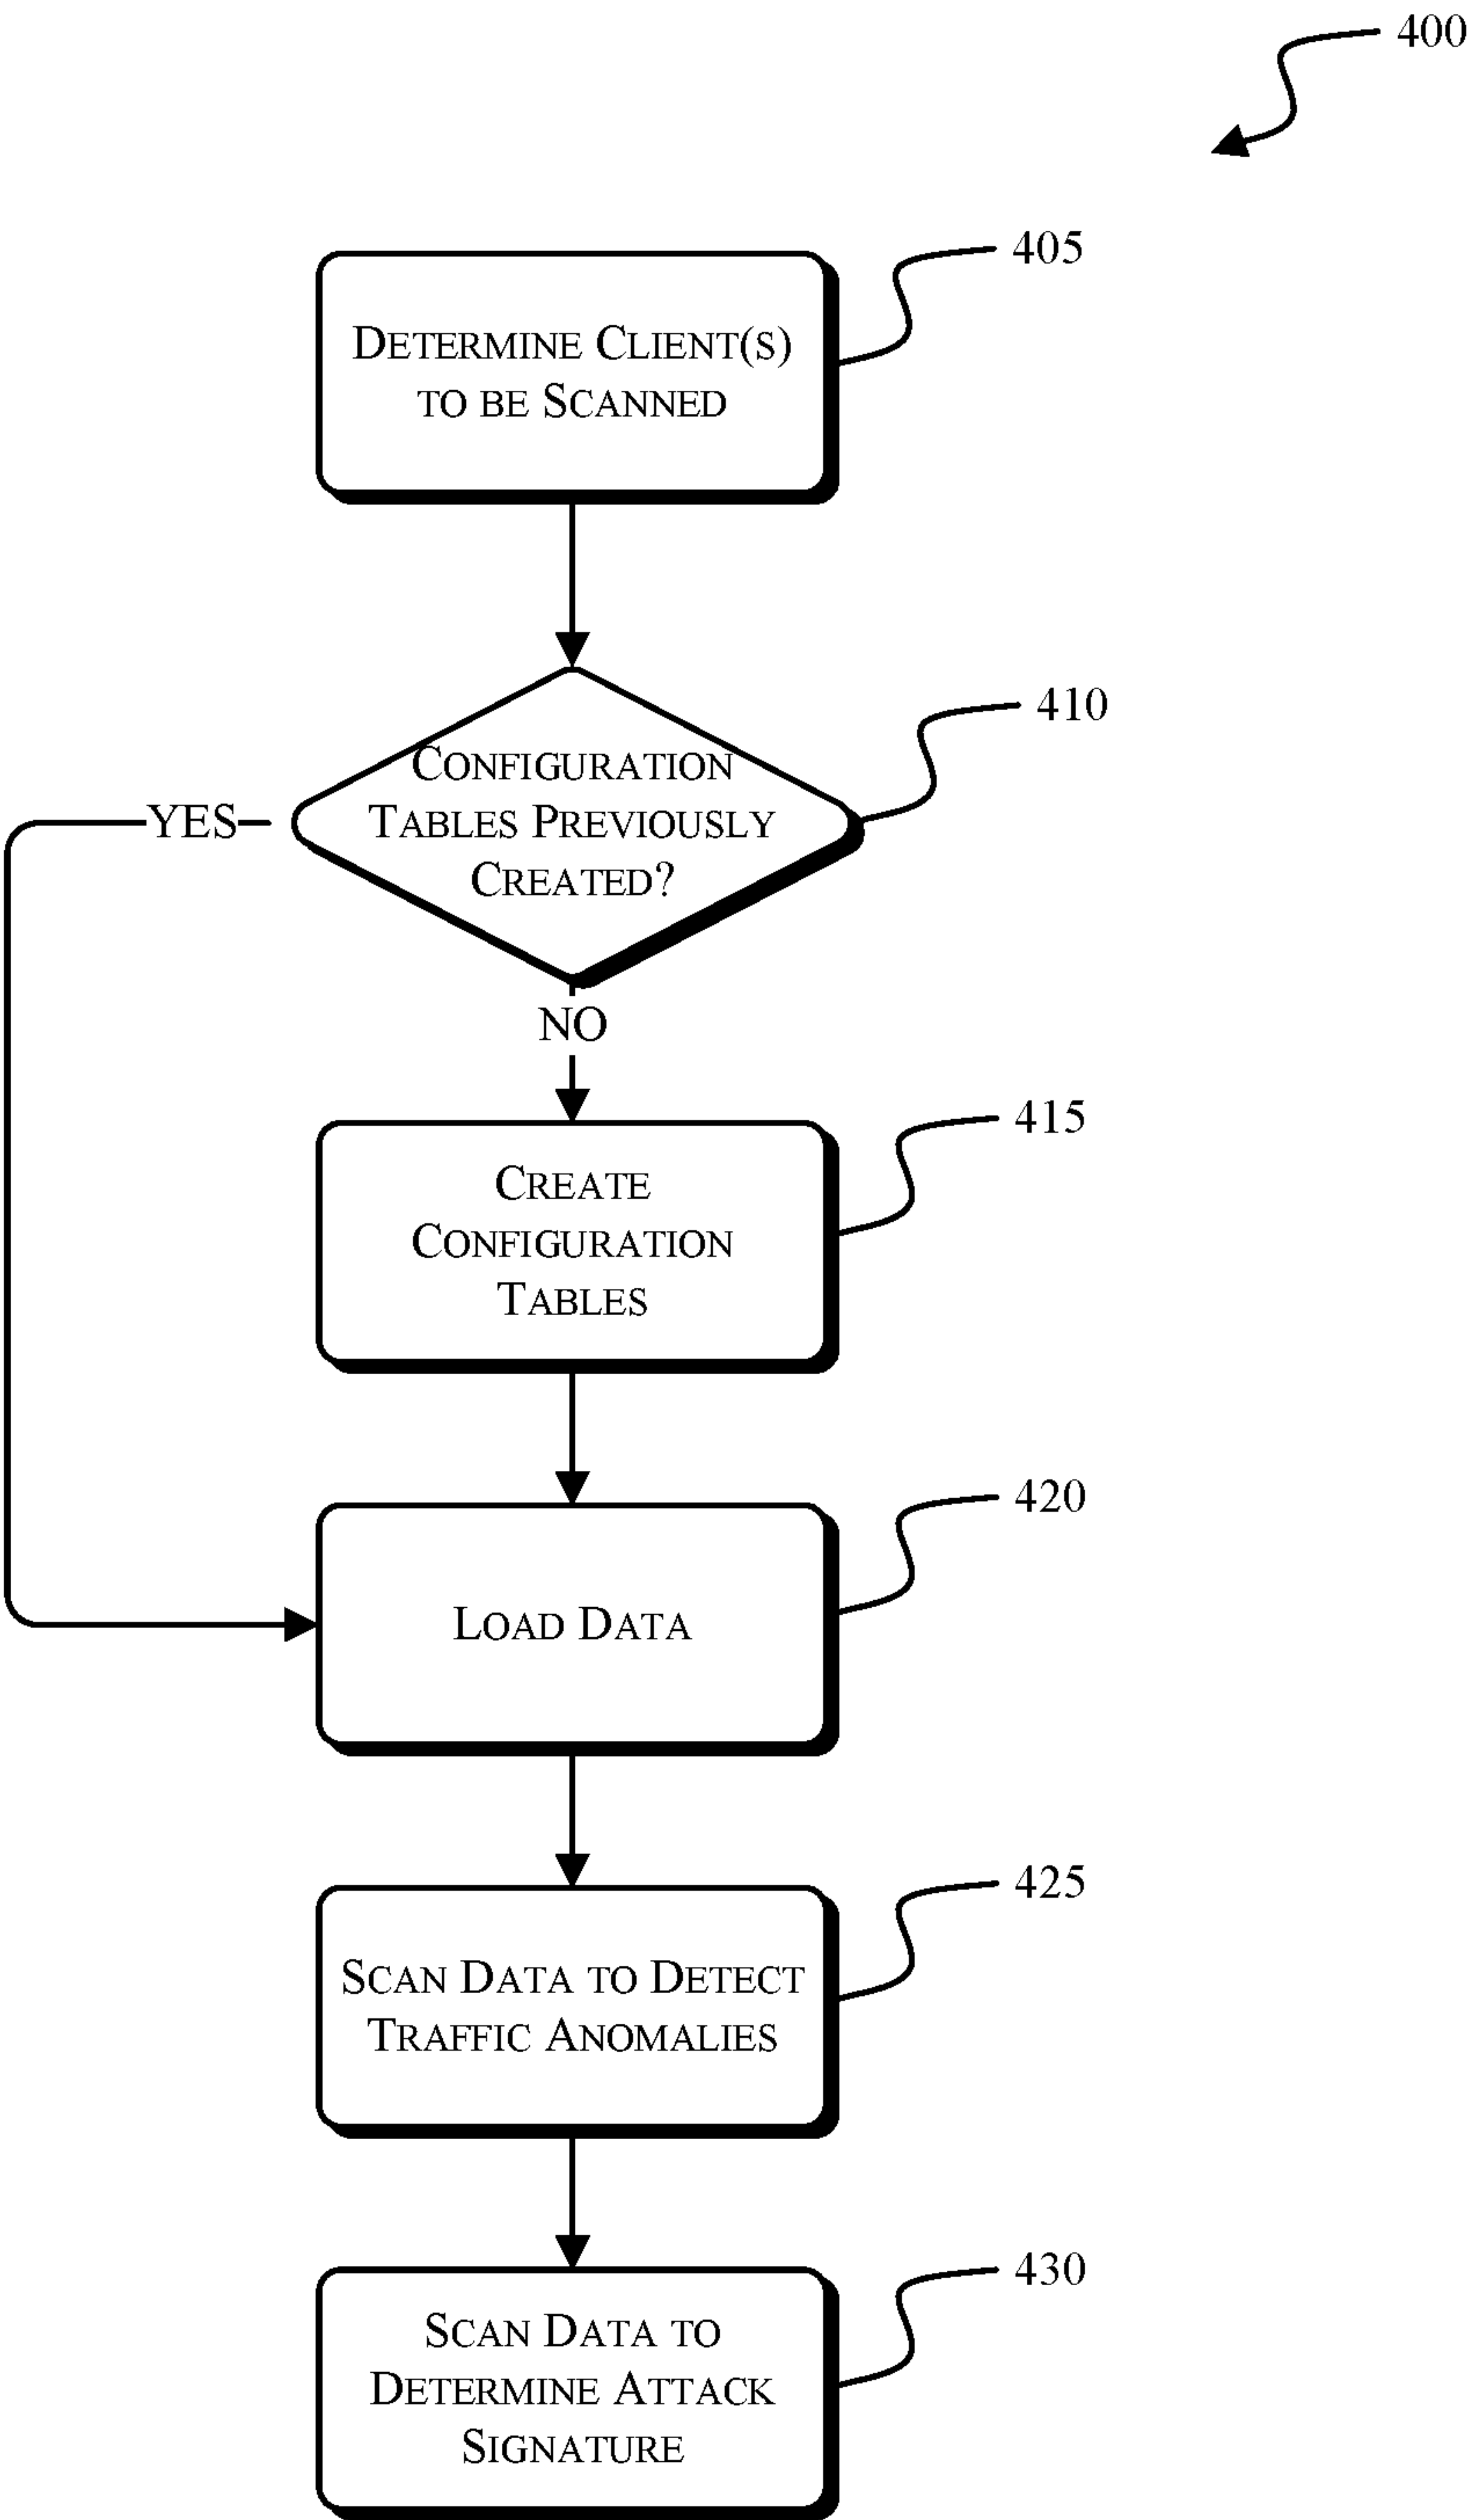 400
405
Determine Client(s)
to be Scanned
410
Configuration
Tables Previously
Created?
YES
NO
415
Create
Configuration
Tables
420
Load Data
425
Scan Data to Detect
Traffic Anomalies
430
Scan Data to
Determine Attack
Signature